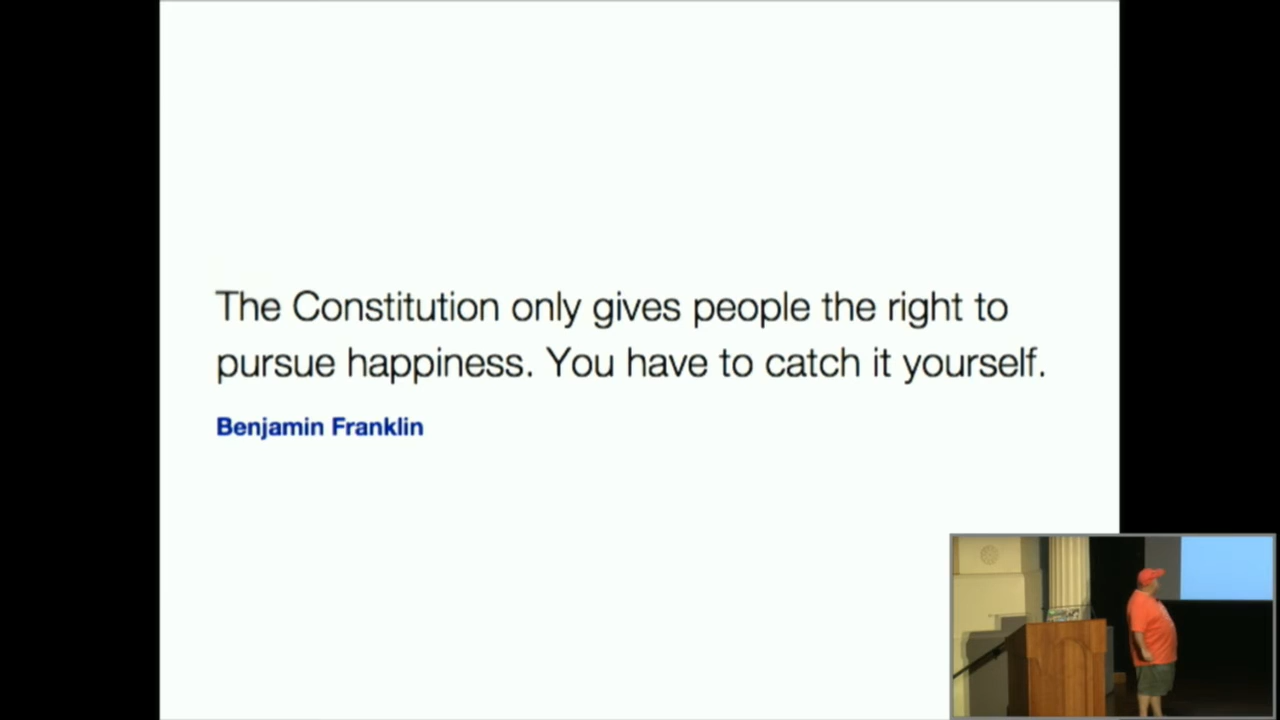 The Constitution only gives people the right to
pursue happiness. You have to catch it yourself.
Benjamin Franklin